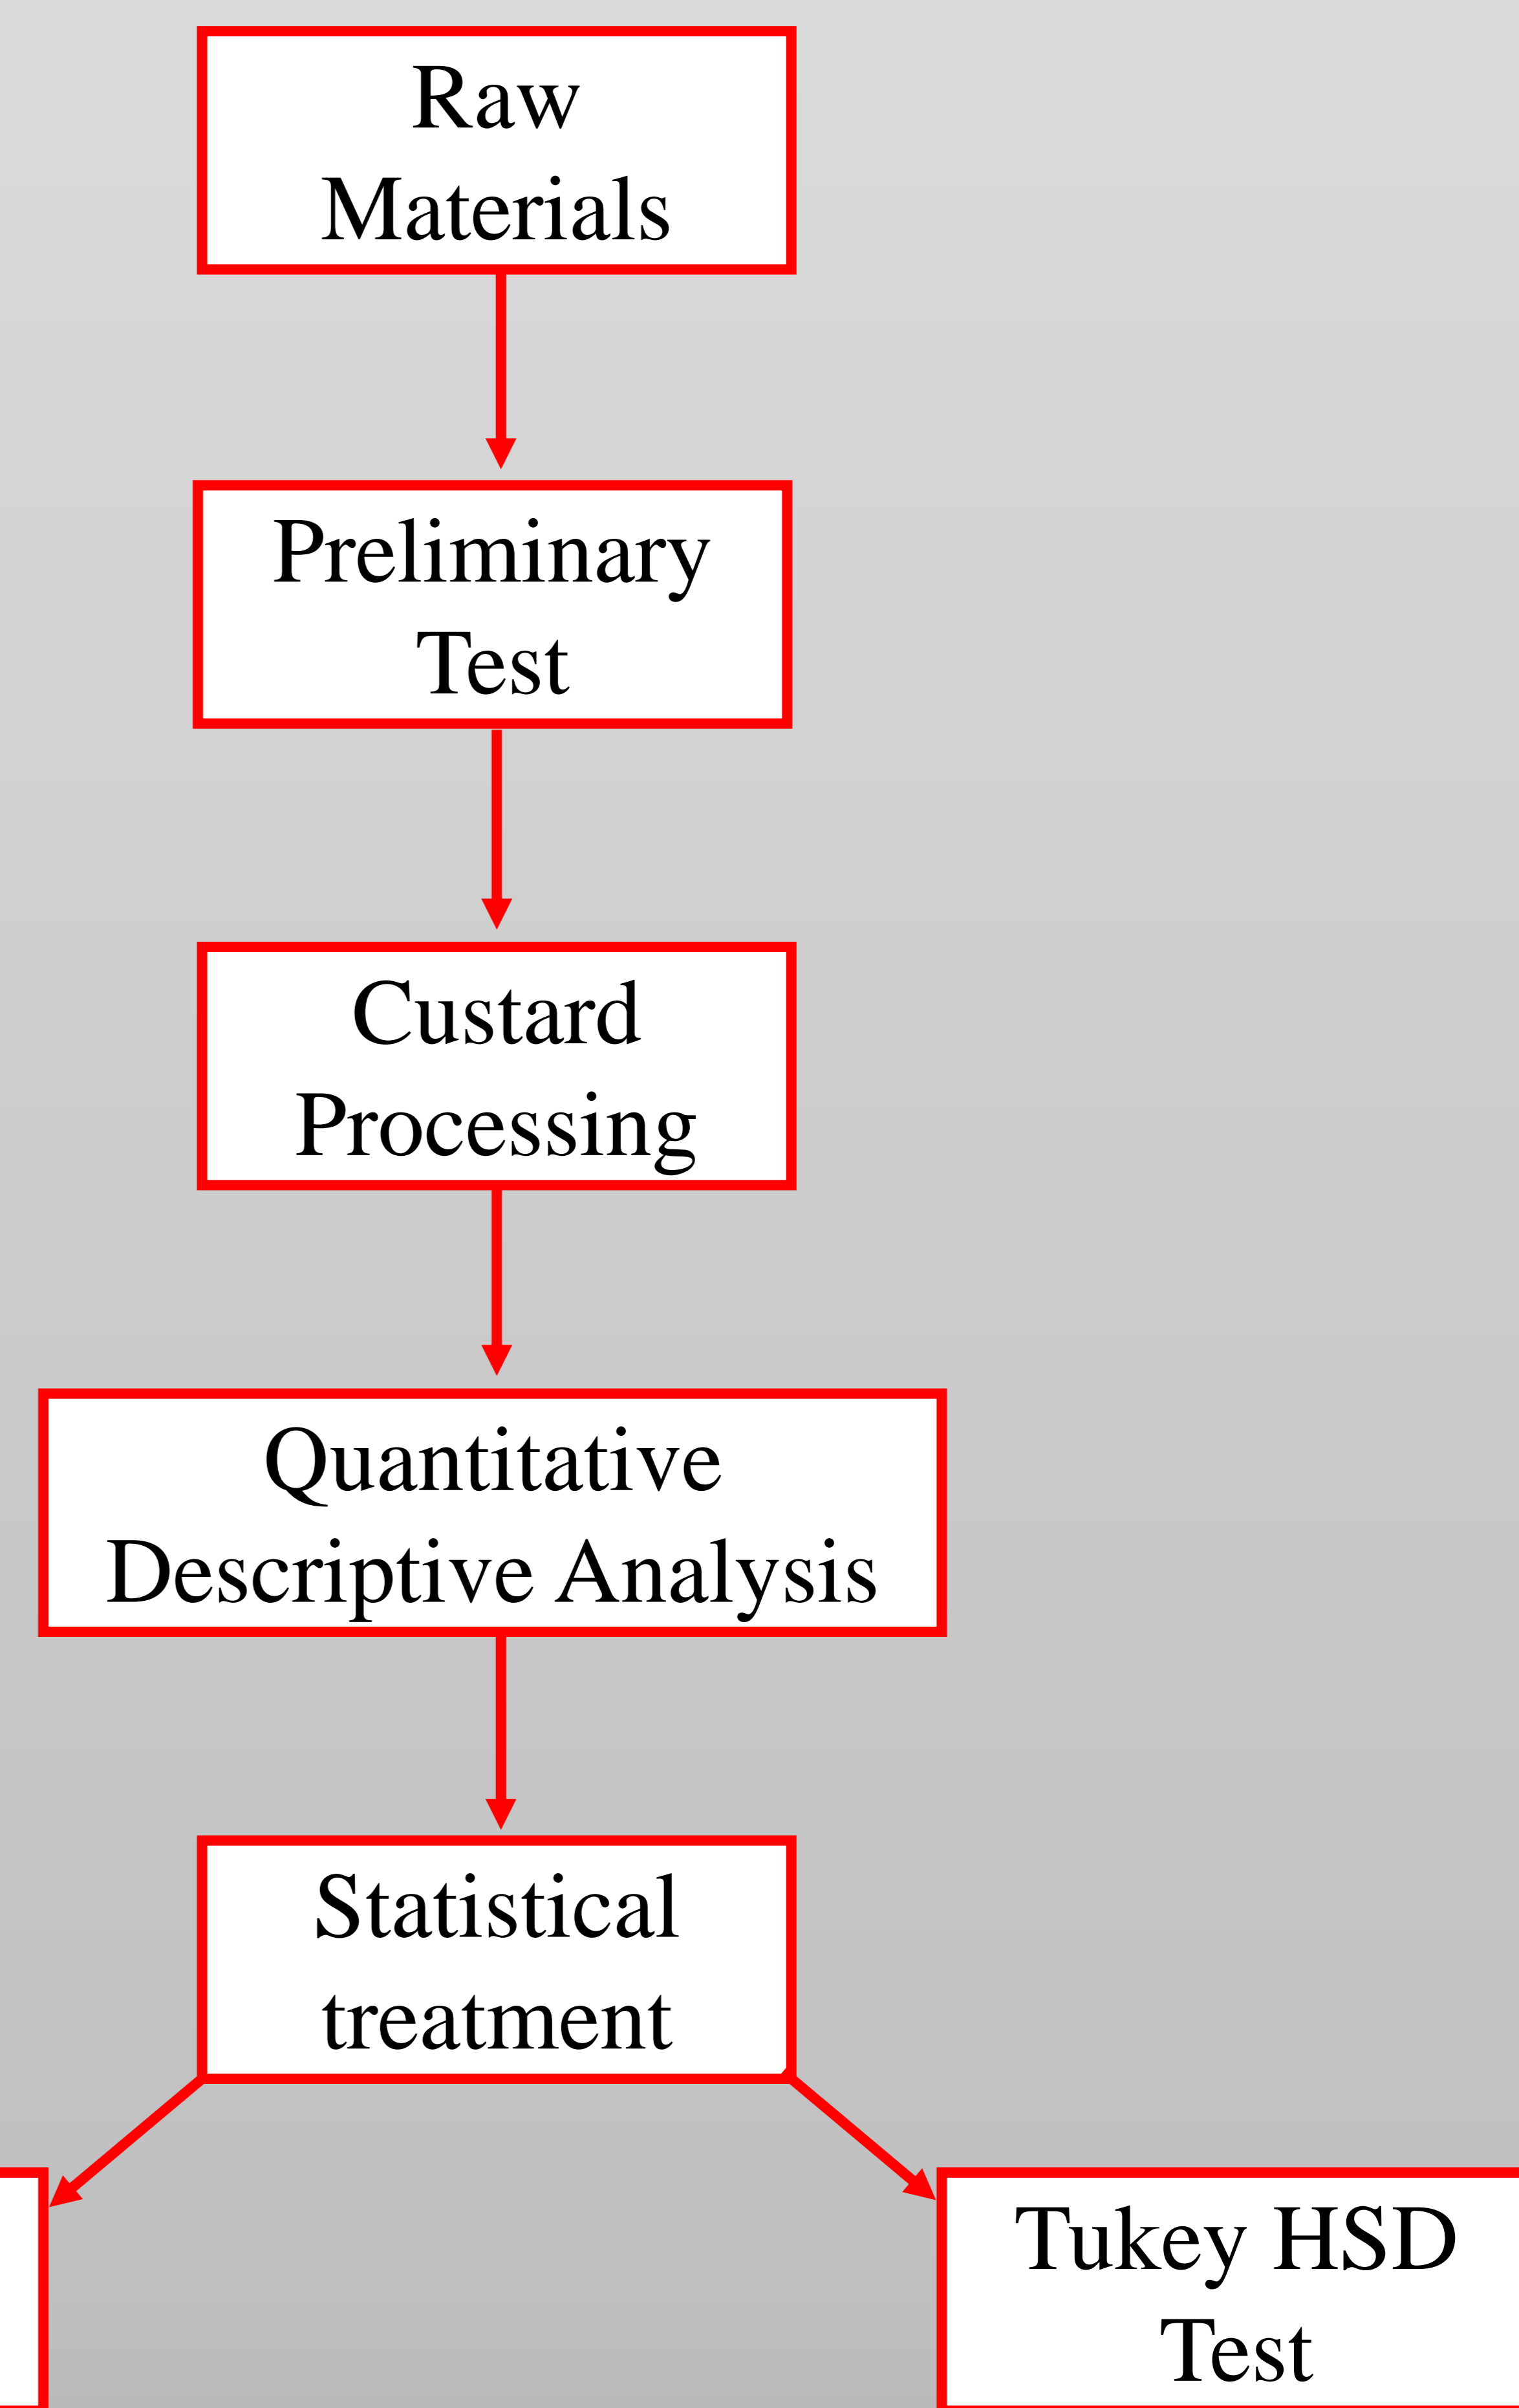 Raw
Materials
Preliminary
Test
Custard
Processing
Quantitative
Descriptive Analysis
Statistical
treatment
Tukey HSD
Test